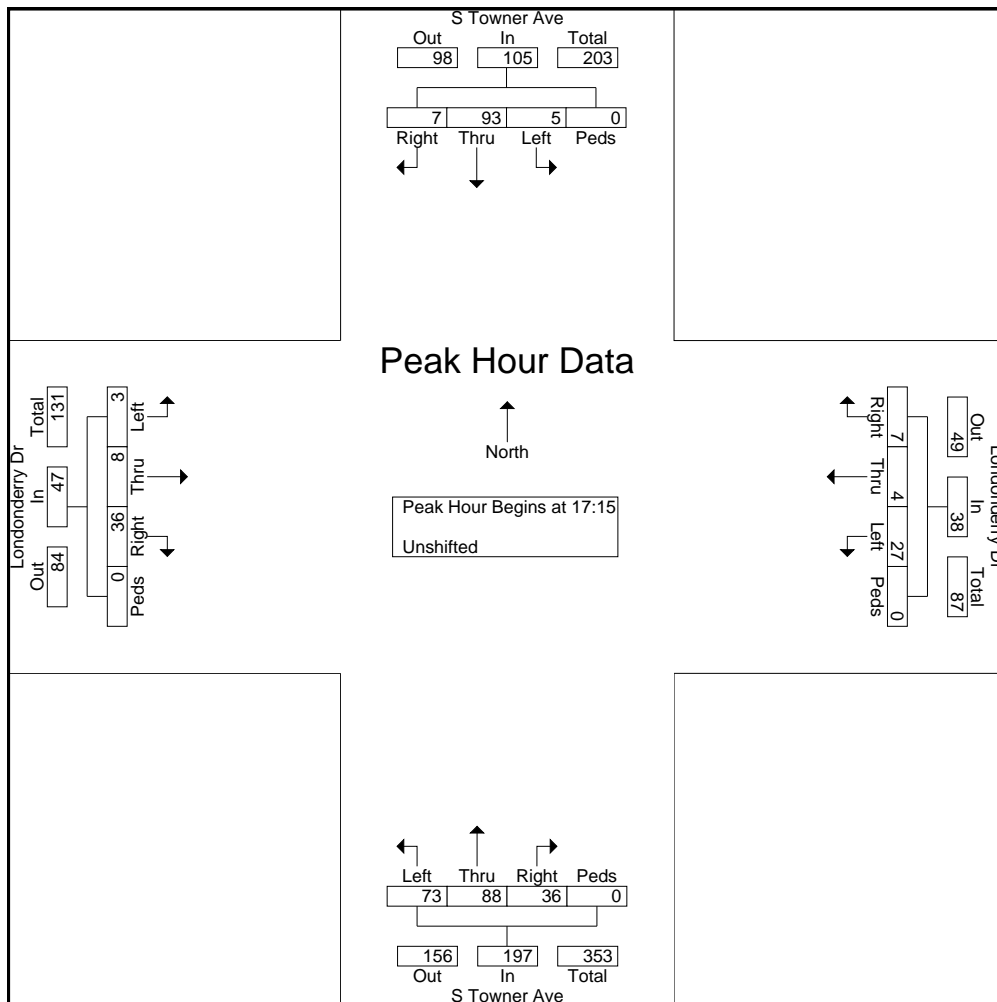 S Towner Ave
Out In Total
98 105 203
7 93 5 0
Right Thru Left Peds
Peak Hour Data
North
Peak Hour Begins at 17:15
Unshifted
Londonderry Dr
Total In Out
131 47 84
3 8 36 0
Left Thru Right Peds
Right Thru Left Peds
7 4 27 0
Out In Total
49 38 87
Londonderry Dr
Left Thru Right Peds
73 88 36 0
156 197 353
Out In Total
S Towner Ave